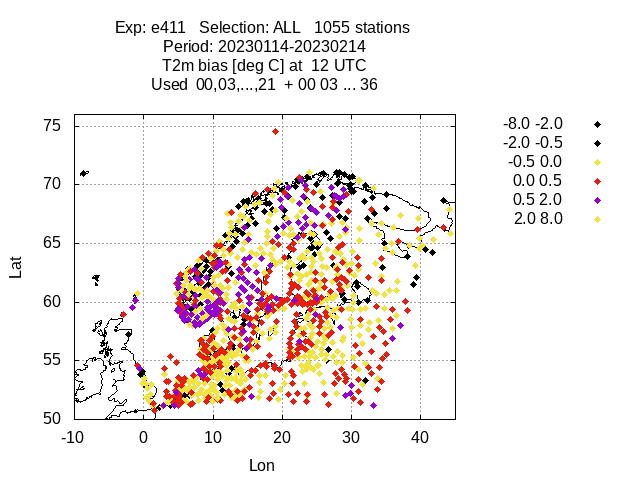 Exp: e411   Selection: ALL   1055 stations
Period: 20230114-20230214
T2m bias [deg C] at  12 UTC
Used  00,03,...,21  + 00 03 ... 36
-8.0 -2.0
-2.0 -0.5
-0.5 0.0
0.0 0.5
0.5 2.0
2.0 8.0
75
70
65
60
55
50
Lat
-10 0 10 20 30 40
Lon